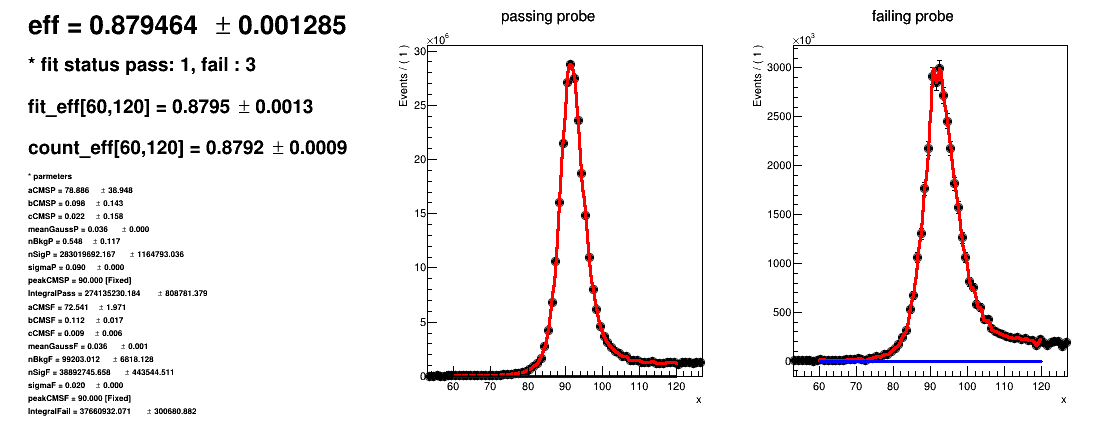 eff = 0.879464 ± 0.001285
* fit status pass: 1, fail : 3
fit_eff[60,120] = 0.8795 ± 0.0013
count_eff[60,120] = 0.8792 ± 0.0009
* parmeters
aCMSP = 78.886 ± 38.948
bCMSP = 0.098 ± 0.143
cCMSP = 0.022 ± 0.158
meanGaussP = 0.036 ± 0.000
nBkgP = 0.548 ± 0.117
nSigP = 283019692.167 ± 1164793.036
sigmaP = 0.090 ± 0.000
peakCMSP = 90.000 [Fixed]
IntegralPass = 274135230.184 ± 808781.379
aCMSF = 72.541 ± 1.971
bCMSF = 0.112 ± 0.017
cCMSF = 0.009 ± 0.006
meanGaussF = 0.036 ± 0.001
nBkgF = 99203.012 ± 6818.128
nSigF = 38892745.658 ± 443544.511
sigmaF = 0.020 ± 0.000
peakCMSF = 90.000 [Fixed]
IntegralFail = 37660932.071 ± 300680.882
passing probe
×10⁶
Events / ( 1 )
30
25
20
15
10
5
0
60 70 80 90 100 110 120
x
failing probe
×10³
Events / ( 1 )
3000
2500
2000
1500
1000
500
0
60 70 80 90 100 110 120
x